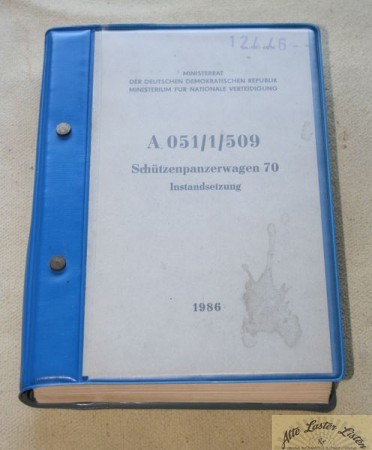 MINISTERRAT
DER DEUTSCHEN DEMOKRATISCHEN REPUBLIK
MINISTERIUM FÜR NATIONALE VERTEIDIGUNG
A 051/1/509
Schützenpanzerwagen 70
Instandsetzung
1986
Alte Laster Listen